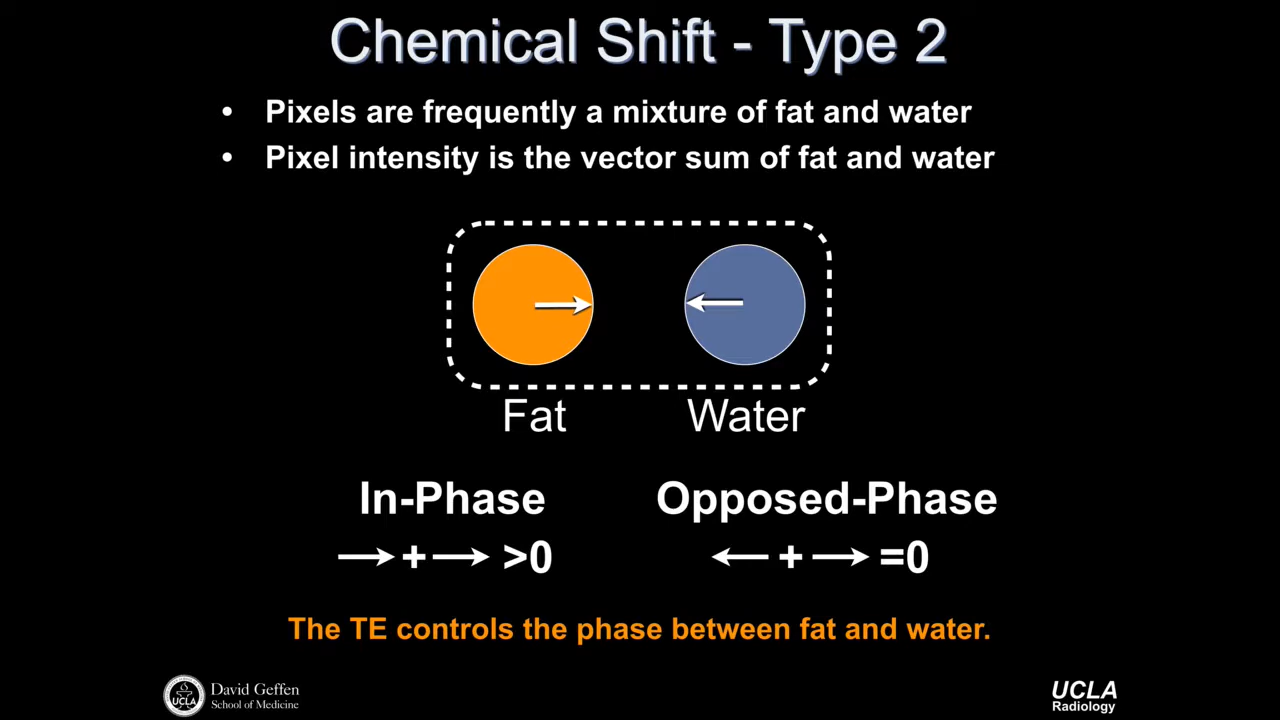 Chemical Shift - Type 2
• Pixels are frequently a mixture of fat and water
• Pixel intensity is the vector sum of fat and water
Fat Water
In-Phase Opposed-Phase
→+→ >0 ←+→ =0
The TE controls the phase between fat and water.
UCLA
David Geffen
School of Medicine
UCLA
Radiology